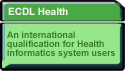 ECDL Health
An international
qualification for Health
informatics system users